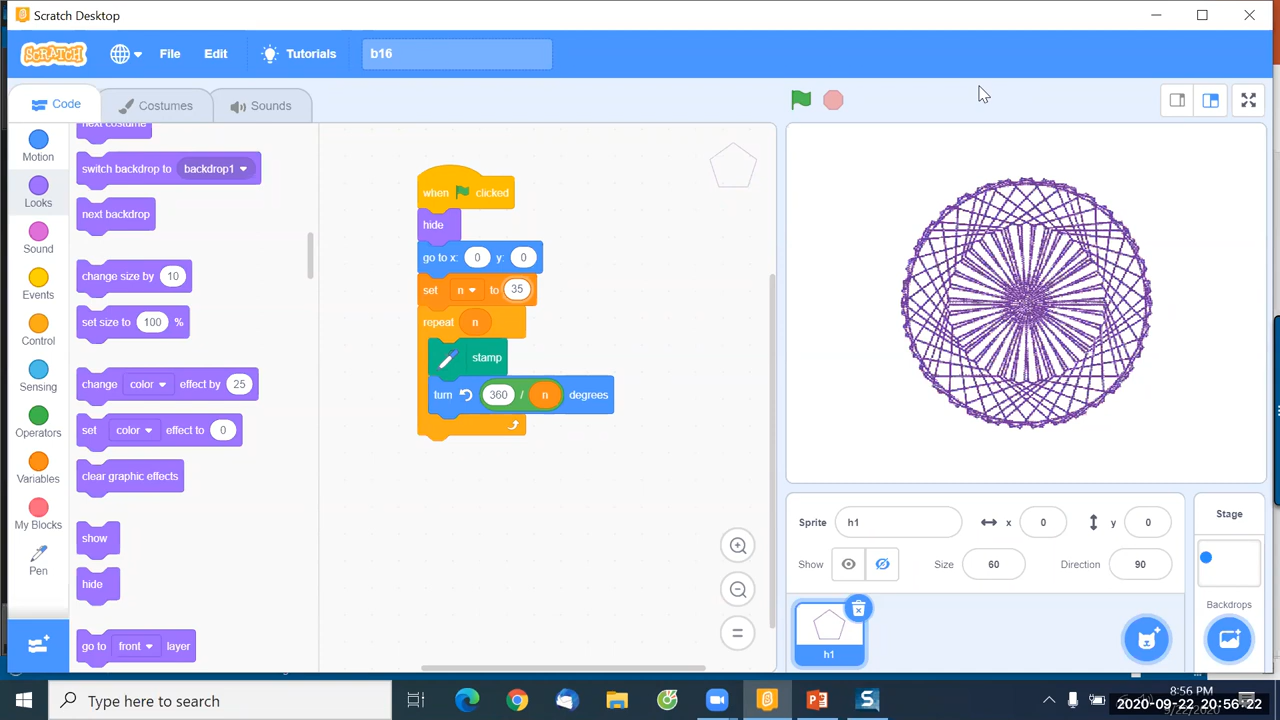 Scratch Desktop
SCRATCH File Edit Tutorials b16
Code Costumes Sounds
Motion
Looks
Sound
Events
Control
Sensing
Operators
Variables
My Blocks
Pen
next costume
switch backdrop to backdrop1
next backdrop
change size by 10
set size to 100 %
change color effect by 25
set color effect to 0
clear graphic effects
show
hide
go to front layer
when clicked
hide
go to x: 0 y: 0
set n to 35
repeat n
stamp
turn 360 / n degrees
Sprite h1 x 0 y 0
Show Size 60 Direction 90
h1
Stage
Backdrops
Type here to search
8:56 PM
2020-09-22 20:56:22